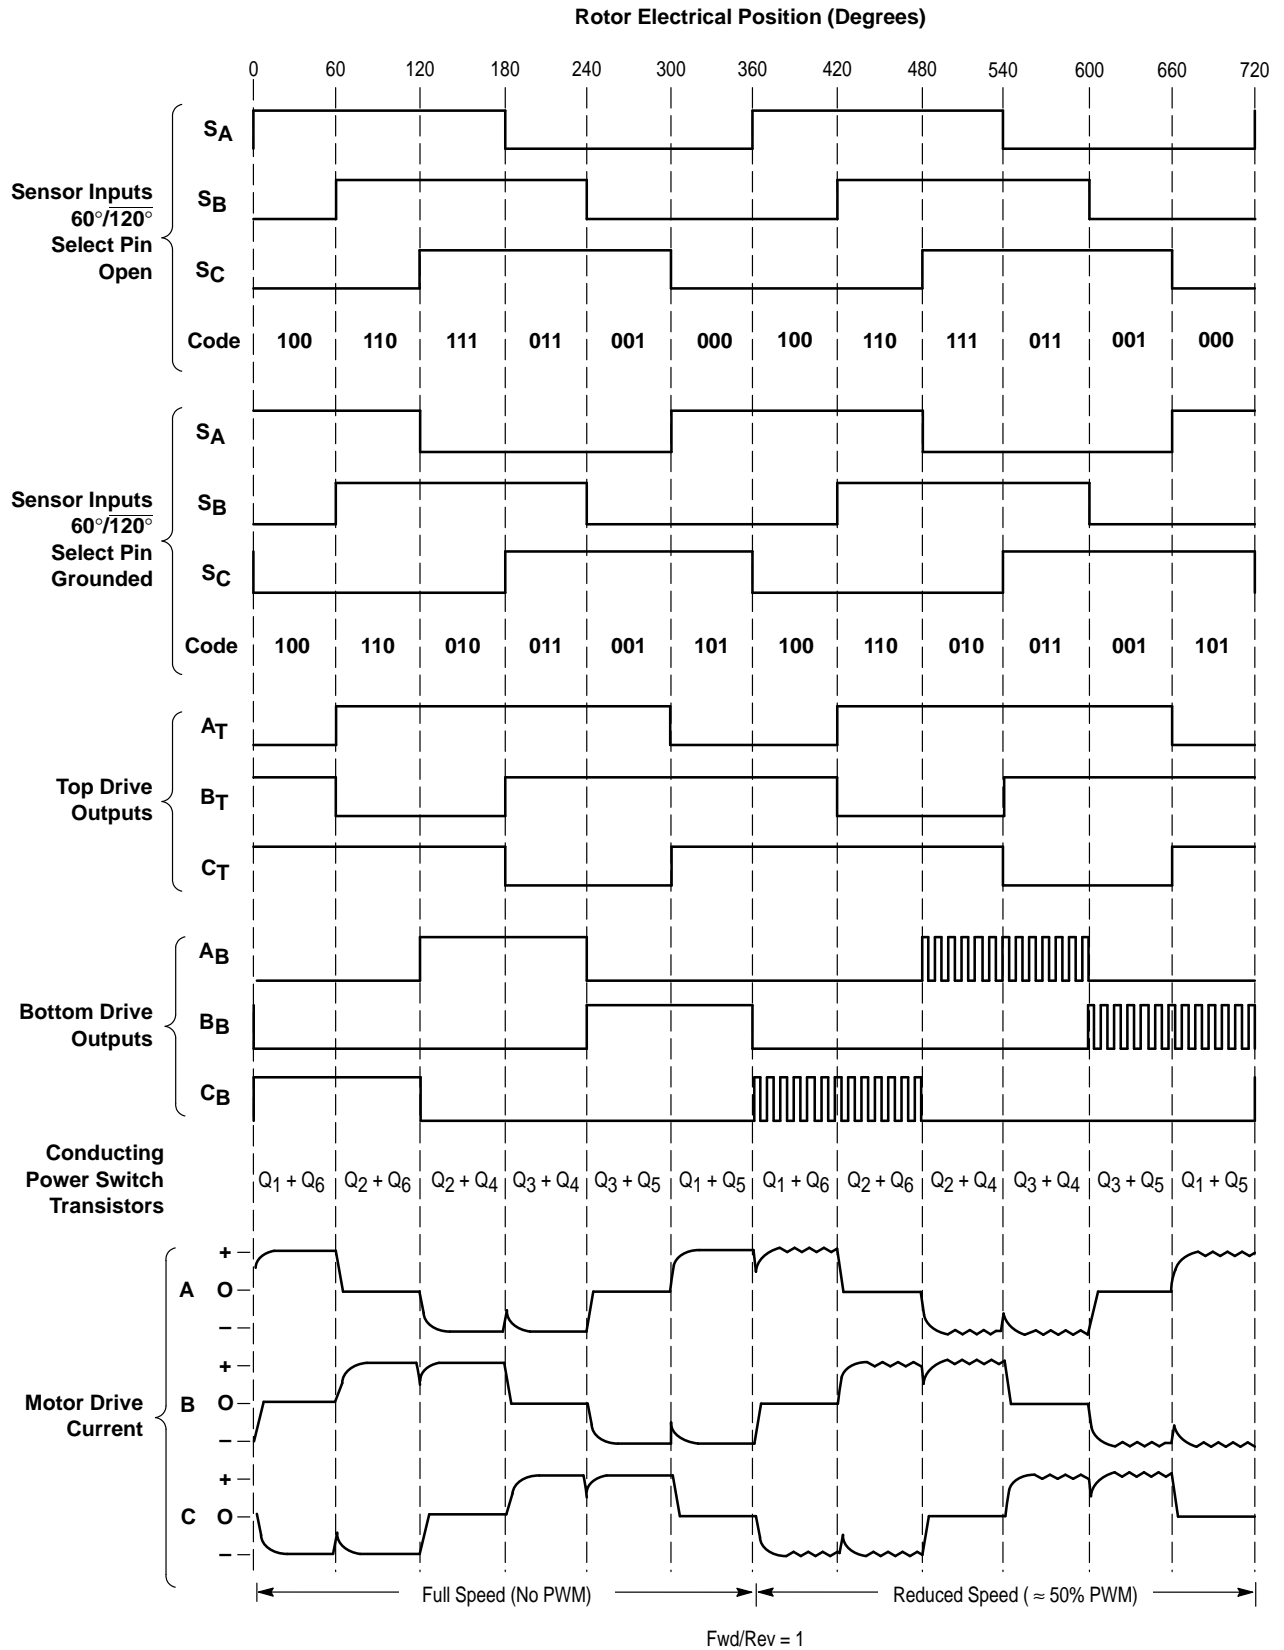 Rotor Electrical Position (Degrees)
0 60 120 180 240 300 360 420 480 540 600 660 720
Sensor Inputs
60°/120°
Select Pin
Open
SA
SB
SC
Code 100 110 111 011 001 000 100 110 111 011 001 000
Sensor Inputs
60°/120°
Select Pin
Grounded
SA
SB
SC
Code 100 110 010 011 001 101 100 110 010 011 001 101
Top Drive
Outputs
AT
BT
CT
Bottom Drive
Outputs
AB
BB
CB
Conducting
Power Switch
Transistors
Q1 + Q6 Q2 + Q6 Q2 + Q4 Q3 + Q4 Q3 + Q5 Q1 + Q5 Q1 + Q6 Q2 + Q6 Q2 + Q4 Q3 + Q4 Q3 + Q5 Q1 + Q5
Motor Drive
Current
+
A O
–
+
B O
–
+
C O
–
Full Speed (No PWM) Reduced Speed ( ≈ 50% PWM)
Fwd/Rev = 1